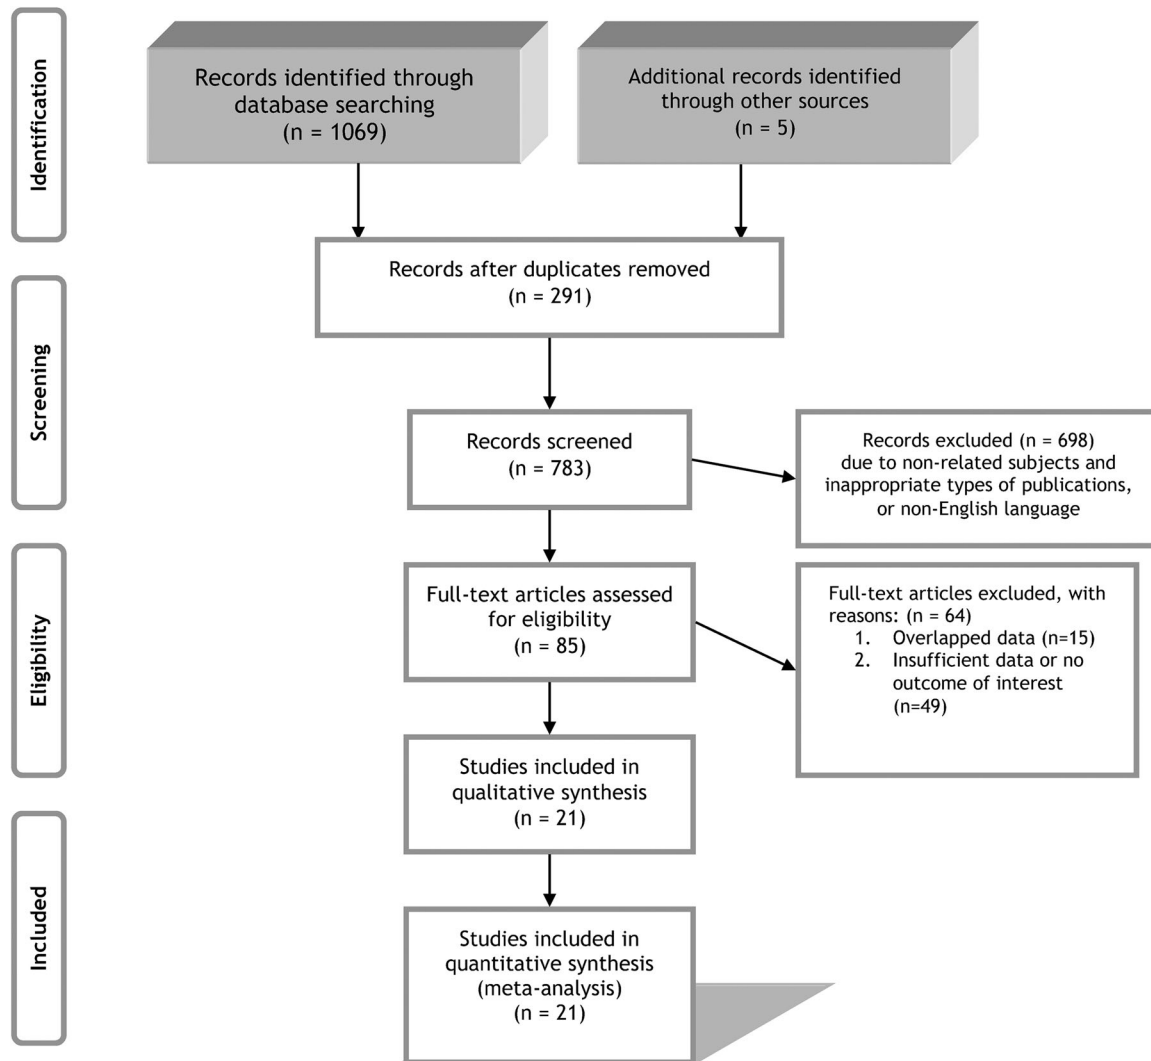 Identification
Records identified through
database searching
(n = 1069)
Additional records identified
through other sources
(n = 5)
Records after duplicates removed
(n = 291)
Screening
Records screened
(n = 783)
Records excluded (n = 698)
due to non-related subjects and
inappropriate types of publications,
or non-English language
Eligibility
Full-text articles assessed
for eligibility
(n = 85)
Full-text articles excluded, with
reasons: (n = 64)
1. Overlapped data (n=15)
2. Insufficient data or no
outcome of interest
(n=49)
Studies included in
qualitative synthesis
(n = 21)
Included
Studies included in
quantitative synthesis
(meta-analysis)
(n = 21)